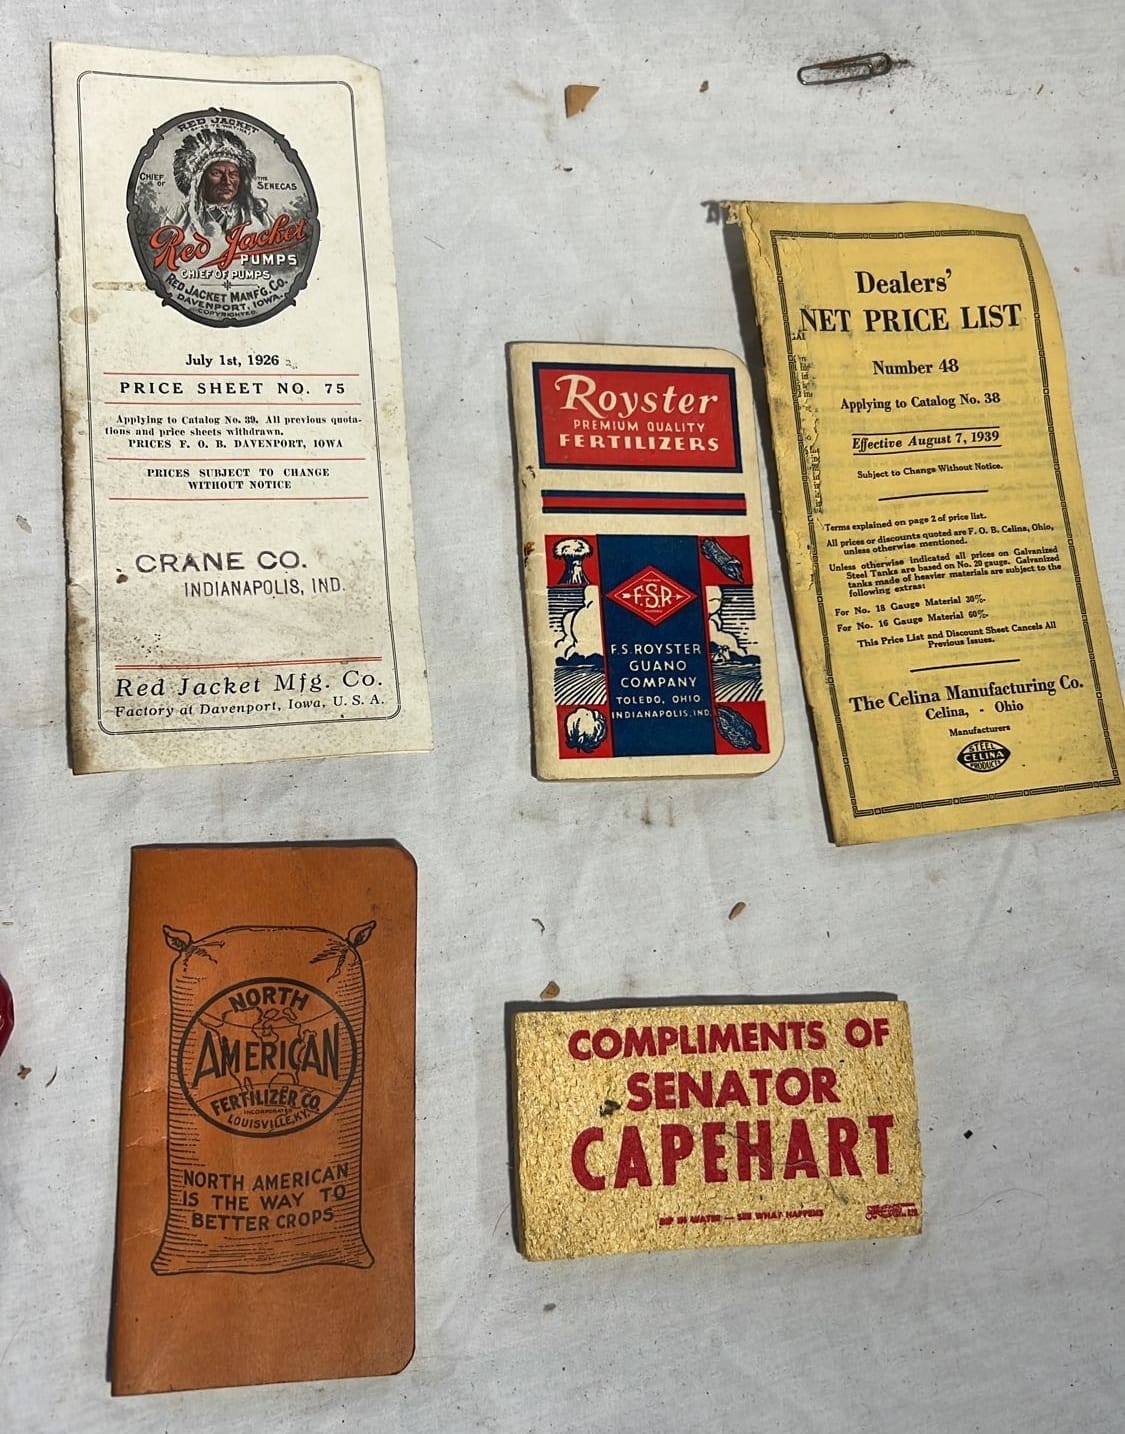 RED JACKET
CHIEF OF THE SENECAS
Red Jacket
PUMPS
CHIEF OF PUMPS
RED JACKET MANF'G. Co.
DAVENPORT, IOWA.
COPYRIGHTED.
July 1st, 1926
PRICE SHEET NO. 75
Applying to Catalog No. 39. All previous quota-
tions and price sheets withdrawn.
PRICES F. O. B. DAVENPORT, IOWA
PRICES SUBJECT TO CHANGE
WITHOUT NOTICE
CRANE CO.
INDIANAPOLIS, IND.
Red Jacket Mfg. Co.
Factory at Davenport, Iowa, U. S. A.
Royster
PREMIUM QUALITY
FERTILIZERS
F.S.R
F.S. ROYSTER
GUANO
COMPANY
TOLEDO, OHIO
INDIANAPOLIS, IND.
Dealers'
NET PRICE LIST
Number 48
Applying to Catalog No. 38
Effective August 7, 1939
Subject to Change Without Notice.
Terms explained on page 2 of price list.
All prices or discounts quoted are F. O. B. Celina, Ohio,
unless otherwise mentioned.
Unless otherwise indicated all prices on Galvanized
Steel Tanks are based on No. 20 gauge. Galvanized
tanks made of heavier materials are subject to the
following extras:
For No. 18 Gauge Material 30%.
For No. 16 Gauge Material 60%.
This Price List and Discount Sheet Cancels All
Previous Issues.
The Celina Manufacturing Co.
Celina, - Ohio
Manufacturers
STEEL
CELINA
PRODUCTS
NORTH
AMERICAN
FERTILIZER CO.
INCORPORATED
LOUISVILLE, KY.
NORTH AMERICAN
IS THE WAY TO
BETTER CROPS
COMPLIMENTS OF
SENATOR
CAPEHART
DIP IN WATER — SEE WHAT HAPPENS